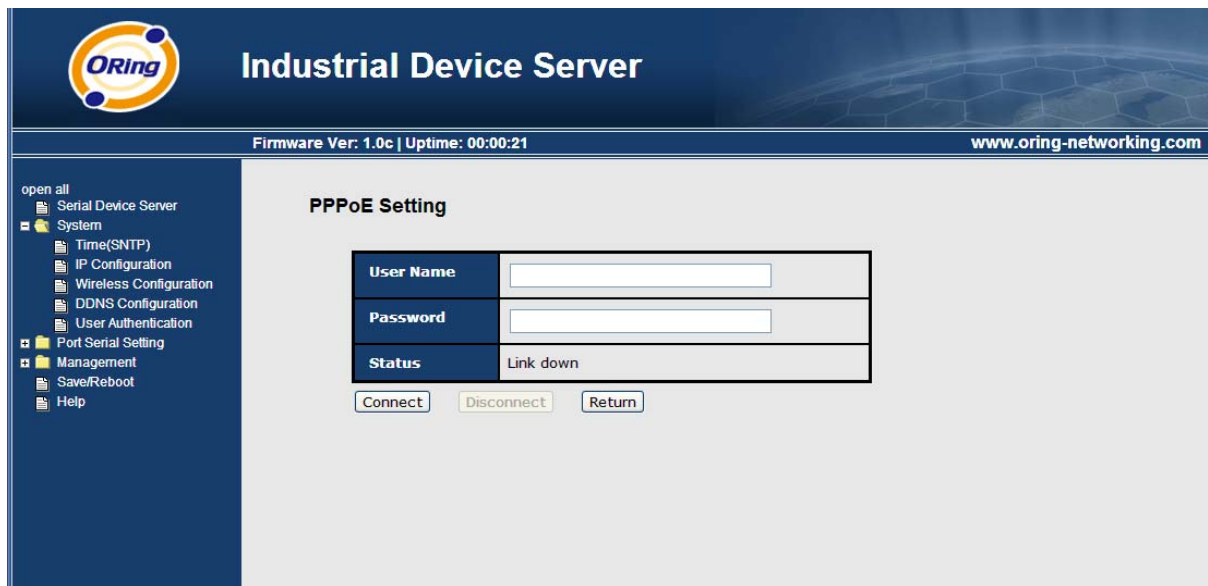 ORing
Industrial Device Server
Firmware Ver: 1.0c | Uptime: 00:00:21
www.oring-networking.com
open all
Serial Device Server
System
Time(SNTP)
IP Configuration
Wireless Configuration
DDNS Configuration
User Authentication
Port Serial Setting
Management
Save/Reboot
Help
PPPoE Setting
User Name
Password
Status Link down
Connect Disconnect Return